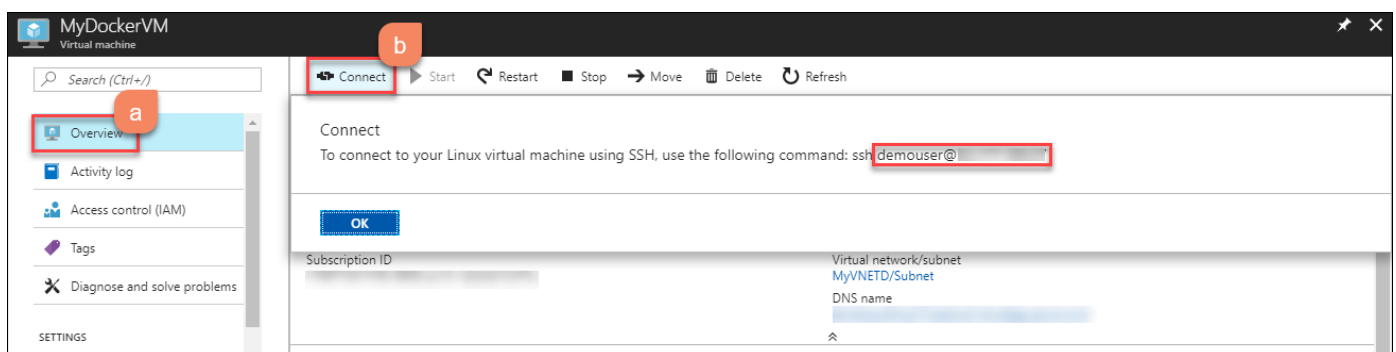 MyDockerVM
Virtual machine
b
Search (Ctrl+/)
Connect Start Restart Stop Move Delete Refresh
a
Overview
Connect
To connect to your Linux virtual machine using SSH, use the following command: ssh demouser@
Activity log
Access control (IAM)
OK
Tags
Subscription ID
Virtual network/subnet
MyVNETD/Subnet
Diagnose and solve problems
DNS name
SETTINGS